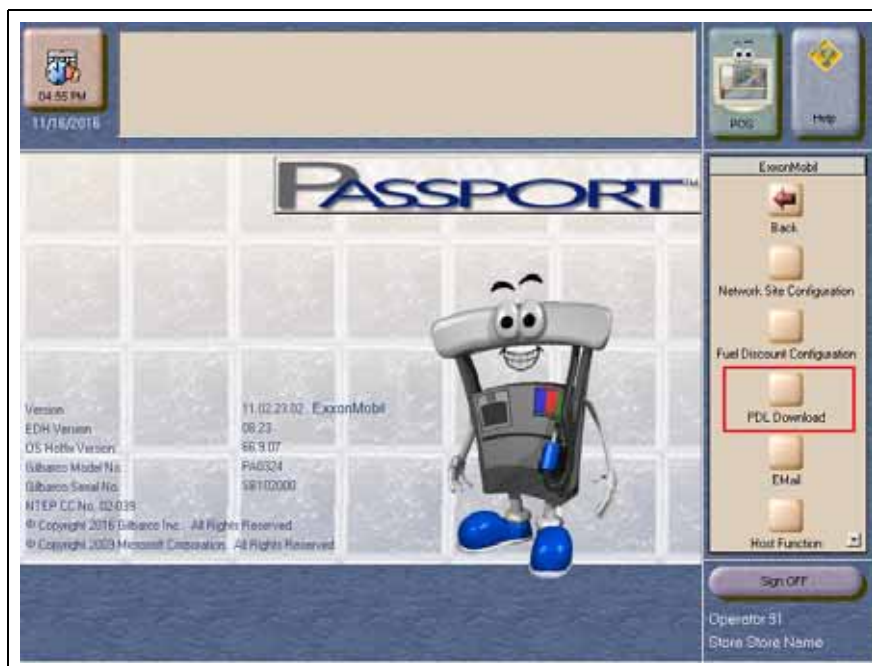 04:55 PM
11/16/2016
POS
Help
PASSPORT™
ExxonMobil
Back
Network Site Configuration
Fuel Discount Configuration
PDL Download
EMail
Host Function
Version 11.02.23.02 ExxonMobil
EDH Version 08.23
OS Hotfix Version 66.9.07
Gilbarco Model No. PA0324
Gilbarco Serial No. SB102000
NTEP CC No. 02-039
© Copyright 2016 Gilbarco Inc. All Rights Reserved
© Copyright 2009 Microsoft Corporation. All Rights Reserved
Sign OFF
Operator 91
Store Store Name